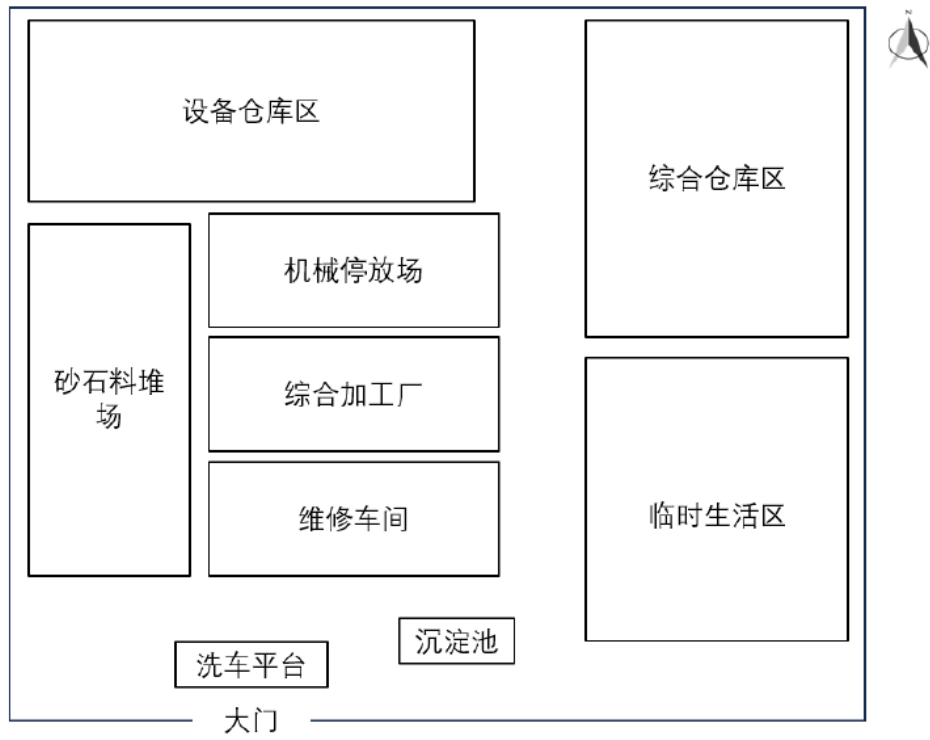 N
设备仓库区
综合仓库区
机械停放场
砂石料堆
场
综合加工厂
维修车间
临时生活区
沉淀池
洗车平台
大门